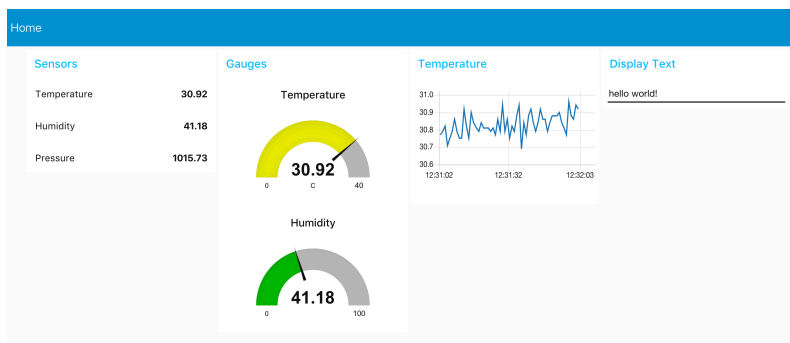 Home
Sensors
Temperature 30.92
Humidity 41.18
Pressure 1015.73
Gauges
Temperature
30.92
0 C 40
Humidity
41.18
0 100
Temperature
31.0
30.9
30.8
30.7
30.6
12:31:02 12:31:32 12:32:03
Display Text
hello world!